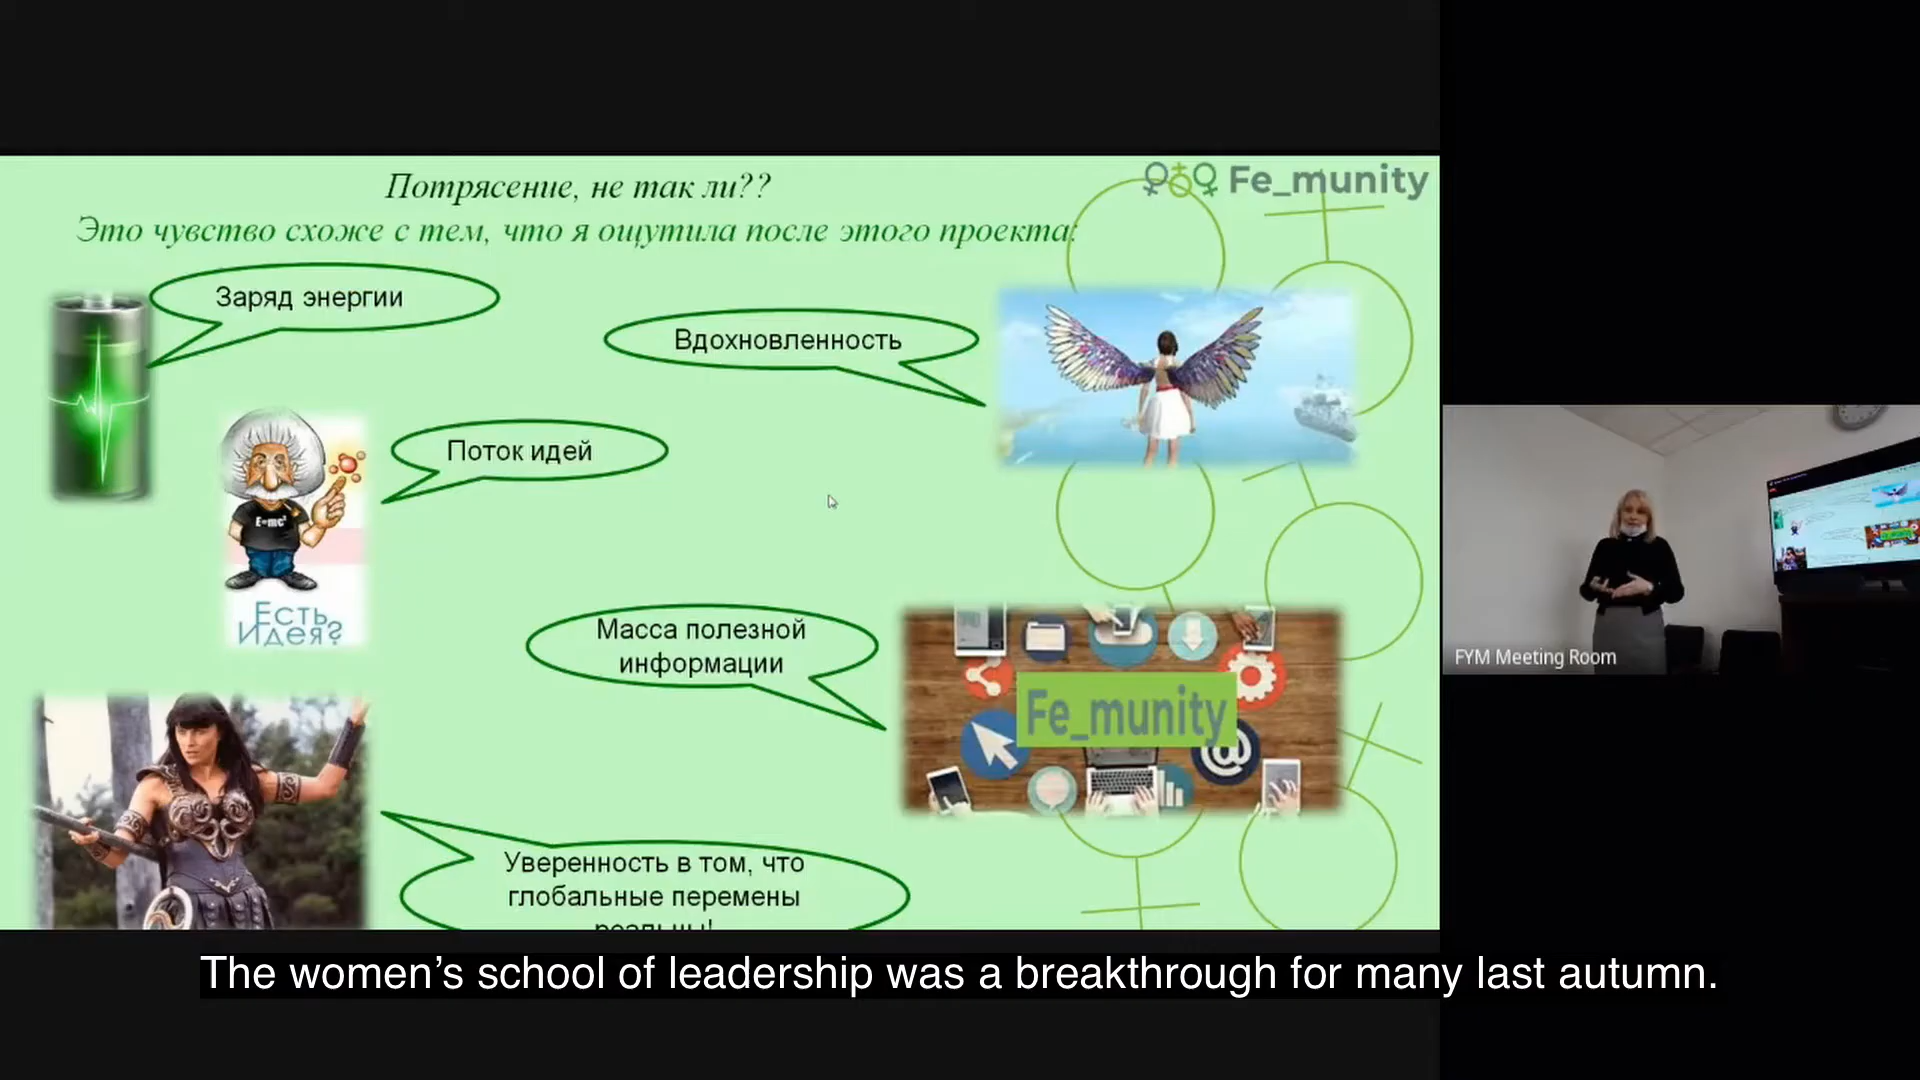 Потрясение, не так ли??
Это чувство схоже с тем, что я ощутила после этого проекта:
Fe_munity
Заряд энергии
Вдохновленность
Поток идей
E=mc²
Есть
Идея?
Масса полезной
информации
Fe_munity
@
Уверенность в том, что
глобальные перемены
реальны!
FYM Meeting Room
The women’s school of leadership was a breakthrough for many last autumn.